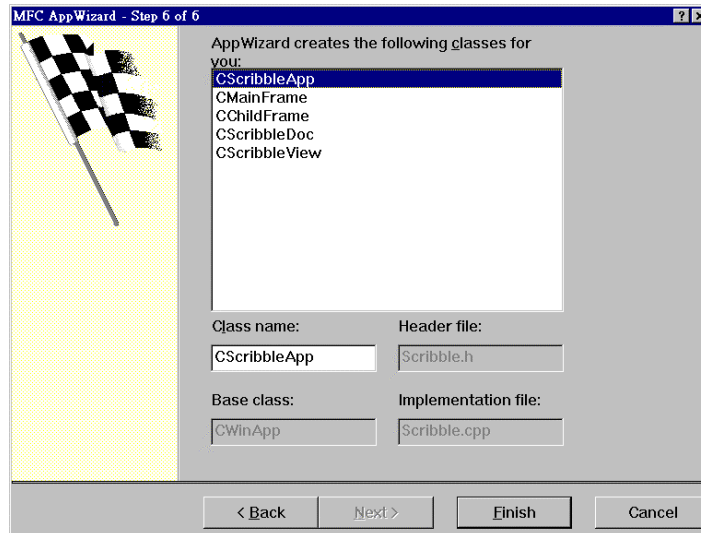 MFC AppWizard - Step 6 of 6
AppWizard creates the following classes for
you:
CScribbleApp
CMainFrame
CChildFrame
CScribbleDoc
CScribbleView
Class name:
Header file:
CScribbleApp
Scribble.h
Base class:
Implementation file:
CWinApp
Scribble.cpp
< Back
Next >
Finish
Cancel